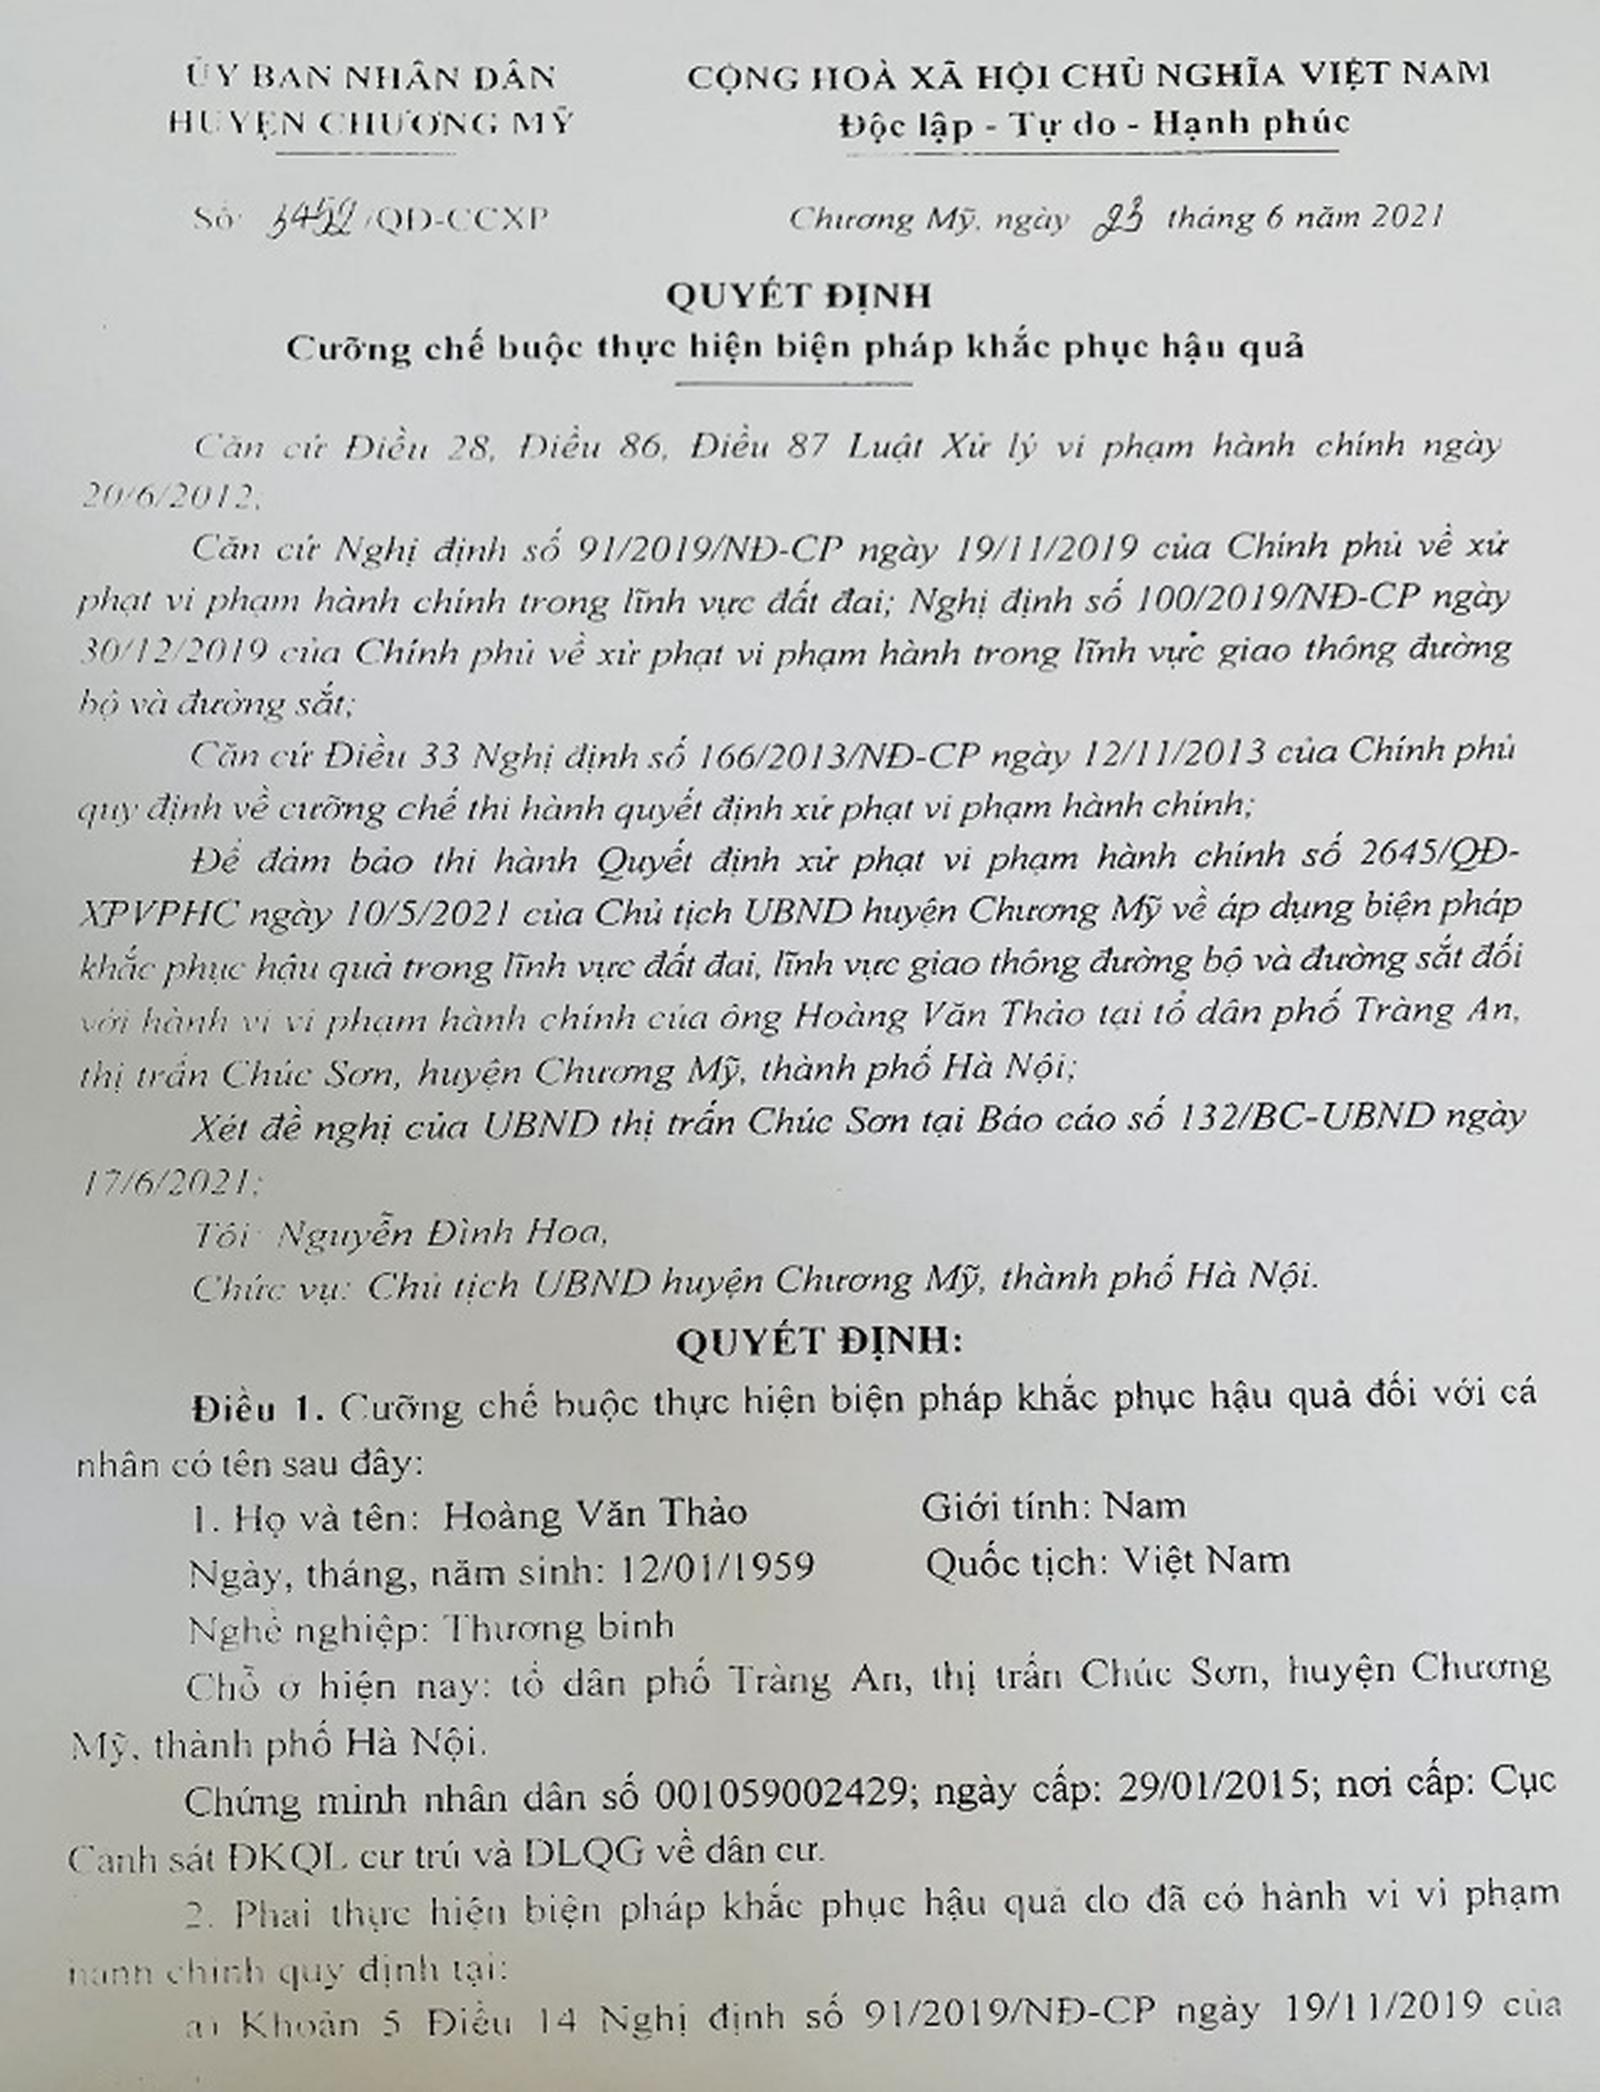 ỦY BAN NHÂN DÂN
HUYỆN CHƯƠNG MỸ
CỘNG HOÀ XÃ HỘI CHỦ NGHĨA VIỆT NAM
Độc lập - Tự do - Hạnh phúc
Số: 3452/QĐ-CCXP
Chương Mỹ, ngày 23 tháng 6 năm 2021
QUYẾT ĐỊNH
Cưỡng chế buộc thực hiện biện pháp khắc phục hậu quả
Căn cứ Điều 28, Điều 86, Điều 87 Luật Xử lý vi phạm hành chính ngày
20/6/2012;
Căn cứ Nghị định số 91/2019/NĐ-CP ngày 19/11/2019 của Chính phủ về xử
phạt vi phạm hành chính trong lĩnh vực đất đai; Nghị định số 100/2019/NĐ-CP ngày
30/12/2019 của Chính phủ về xử phạt vi phạm hành trong lĩnh vực giao thông đường
bộ và đường sắt;
Căn cứ Điều 33 Nghị định số 166/2013/NĐ-CP ngày 12/11/2013 của Chính phủ
quy định về cưỡng chế thi hành quyết định xử phạt vi phạm hành chính;
Để đảm bảo thi hành Quyết định xử phạt vi phạm hành chính số 2645/QĐ-
XPVPHC ngày 10/5/2021 của Chủ tịch UBND huyện Chương Mỹ về áp dụng biện pháp
khắc phục hậu quả trong lĩnh vực đất đai, lĩnh vực giao thông đường bộ và đường sắt đối
với hành vi vi phạm hành chính của ông Hoàng Văn Thảo tại tổ dân phố Tràng An,
thị trấn Chúc Sơn, huyện Chương Mỹ, thành phố Hà Nội;
Xét đề nghị của UBND thị trấn Chúc Sơn tại Báo cáo số 132/BC-UBND ngày
17/6/2021;
Tôi: Nguyễn Đình Hoa,
Chức vụ: Chủ tịch UBND huyện Chương Mỹ, thành phố Hà Nội.
QUYẾT ĐỊNH:
Điều 1. Cưỡng chế buộc thực hiện biện pháp khắc phục hậu quả đối với cá
nhân có tên sau đây:
1. Họ và tên: Hoàng Văn Thảo Giới tính: Nam
Ngày, tháng, năm sinh: 12/01/1959 Quốc tịch: Việt Nam
Nghề nghiệp: Thương binh
Chỗ ở hiện nay: tổ dân phố Tràng An, thị trấn Chúc Sơn, huyện Chương
Mỹ, thành phố Hà Nội.
Chứng minh nhân dân số 001059002429; ngày cấp: 29/01/2015; nơi cấp: Cục
Cảnh sát ĐKQL cư trú và DLQG về dân cư.
2. Phải thực hiện biện pháp khắc phục hậu quả do đã có hành vi vi phạm
hành chính quy định tại:
a) Khoản 5 Điều 14 Nghị định số 91/2019/NĐ-CP ngày 19/11/2019 của